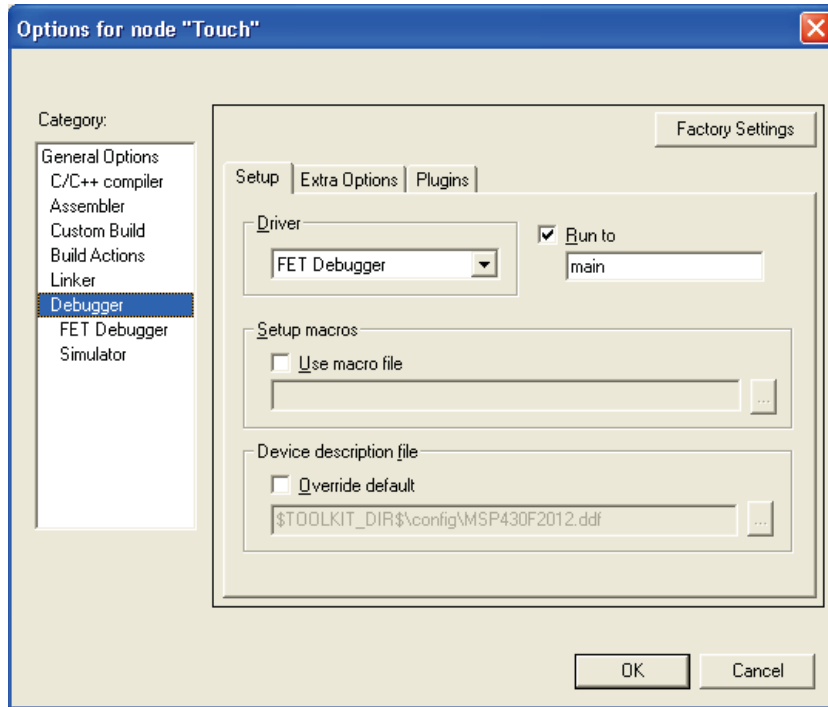 Options for node "Touch"
Category:
General Options
C/C++ compiler
Assembler
Custom Build
Build Actions
Linker
Debugger
FET Debugger
Simulator
Factory Settings
Setup Extra Options Plugins
Driver
FET Debugger
Run to
main
Setup macros
Use macro file
...
Device description file
Override default
$TOOLKIT_DIR$\config\MSP430F2012.ddf
...
OK Cancel